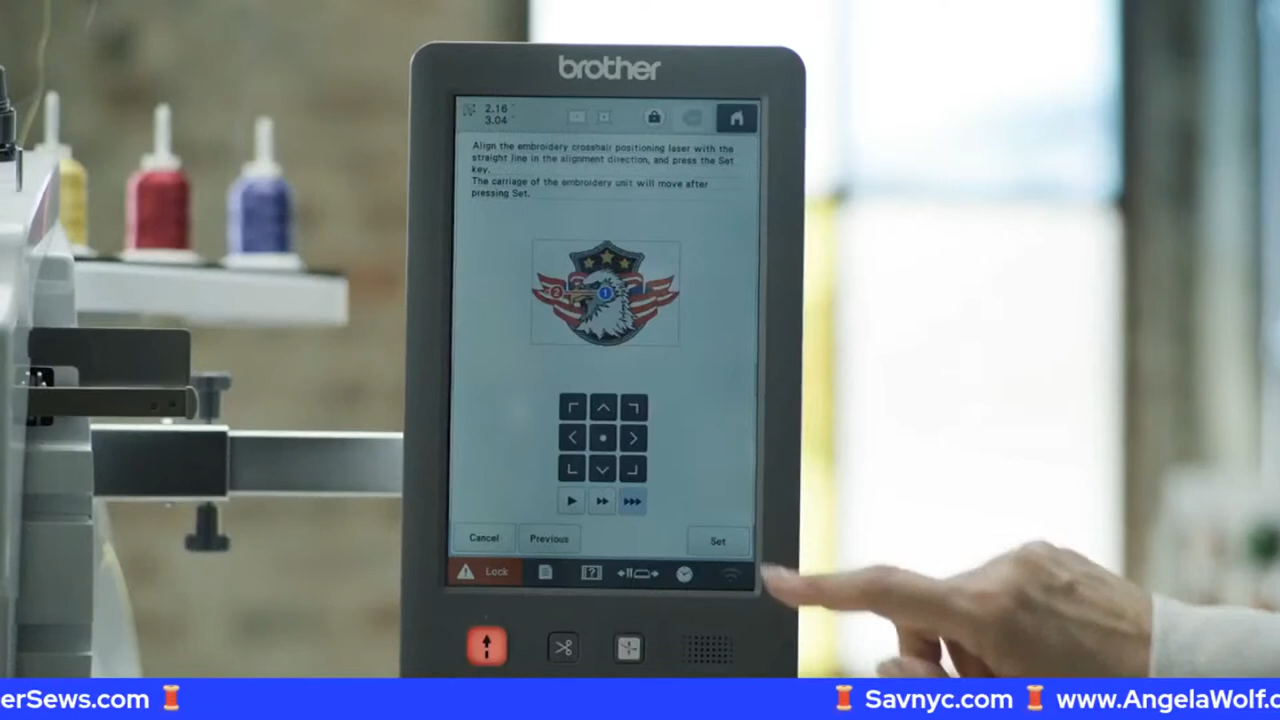 brother
2.16"
3.04"
Align the embroidery crosshair positioning laser with the
straight line in the alignment direction, and press the Set
key.
The carriage of the embroidery unit will move after
pressing Set.
2
1
Cancel
Previous
Set
Lock
erSews.com
Savnyc.com
www.AngelaWolf.c